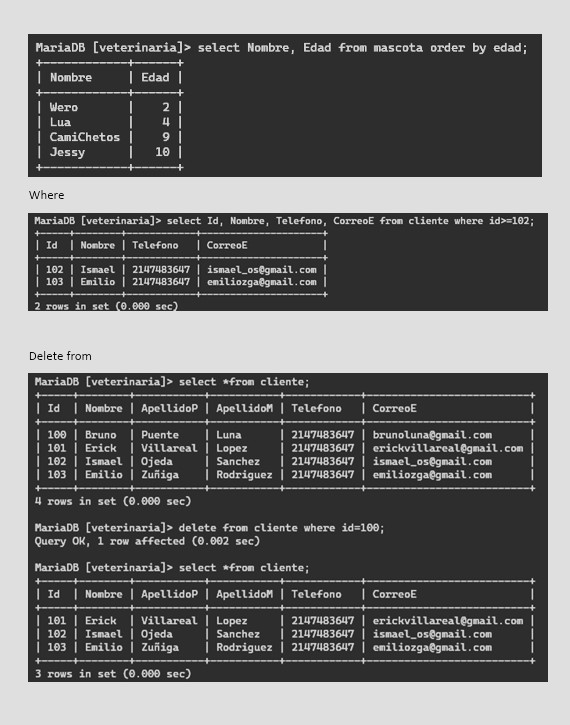 MariaDB [veterinaria]> select Nombre, Edad from mascota order by edad;
+------------+------+
| Nombre     | Edad |
+------------+------+
| Wero       |    2 |
| Lua        |    4 |
| CamiChetos |    9 |
| Jessy      |   10 |
+------------+------+
Where
MariaDB [veterinaria]> select Id, Nombre, Telefono, CorreoE from cliente where id>=102;
+-----+--------+------------+---------------------+
| Id  | Nombre | Telefono   | CorreoE             |
+-----+--------+------------+---------------------+
| 102 | Ismael | 2147483647 | ismael_os@gmail.com |
| 103 | Emilio | 2147483647 | emiliozga@gmail.com |
+-----+--------+------------+---------------------+
2 rows in set (0.000 sec)
Delete from
MariaDB [veterinaria]> select *from cliente;
+-----+--------+-----------+-----------+------------+--------------------------+
| Id  | Nombre | ApellidoP | ApellidoM | Telefono   | CorreoE                  |
+-----+--------+-----------+-----------+------------+--------------------------+
| 100 | Bruno  | Puente    | Luna      | 2147483647 | brunoluna@gmail.com      |
| 101 | Erick  | Villareal | Lopez     | 2147483647 | erickvillareal@gmail.com |
| 102 | Ismael | Ojeda     | Sanchez   | 2147483647 | ismael_os@gmail.com      |
| 103 | Emilio | Zuñiga    | Rodriguez | 2147483647 | emiliozga@gmail.com      |
+-----+--------+-----------+-----------+------------+--------------------------+
4 rows in set (0.000 sec)
MariaDB [veterinaria]> delete from cliente where id=100;
Query OK, 1 row affected (0.002 sec)
MariaDB [veterinaria]> select *from cliente;
+-----+--------+-----------+-----------+------------+--------------------------+
| Id  | Nombre | ApellidoP | ApellidoM | Telefono   | CorreoE                  |
+-----+--------+-----------+-----------+------------+--------------------------+
| 101 | Erick  | Villareal | Lopez     | 2147483647 | erickvillareal@gmail.com |
| 102 | Ismael | Ojeda     | Sanchez   | 2147483647 | ismael_os@gmail.com      |
| 103 | Emilio | Zuñiga    | Rodriguez | 2147483647 | emiliozga@gmail.com      |
+-----+--------+-----------+-----------+------------+--------------------------+
3 rows in set (0.000 sec)